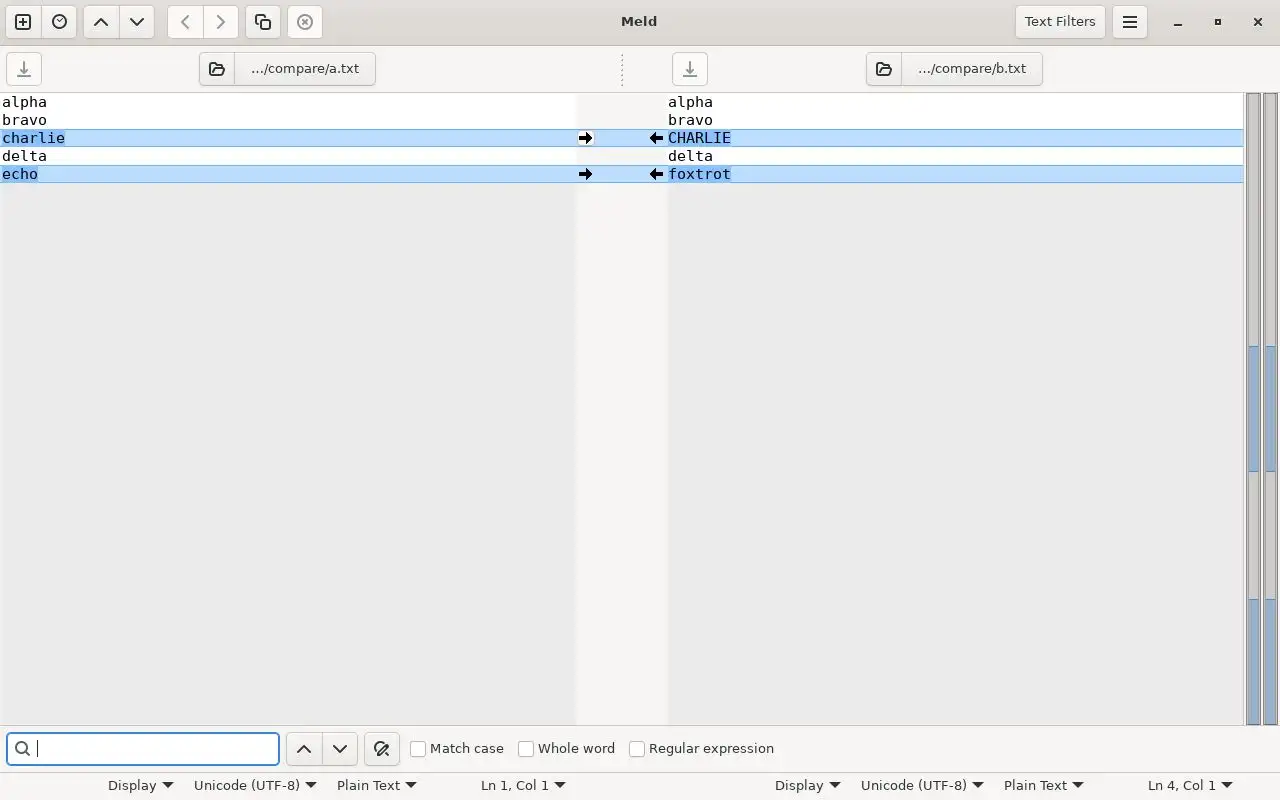 Meld
Text Filters
.../compare/a.txt
.../compare/b.txt
alpha
bravo
charlie
delta
echo
alpha
bravo
CHARLIE
delta
foxtrot
Match case
Whole word
Regular expression
Display
Unicode (UTF-8)
Plain Text
Ln 1, Col 1
Display
Unicode (UTF-8)
Plain Text
Ln 4, Col 1